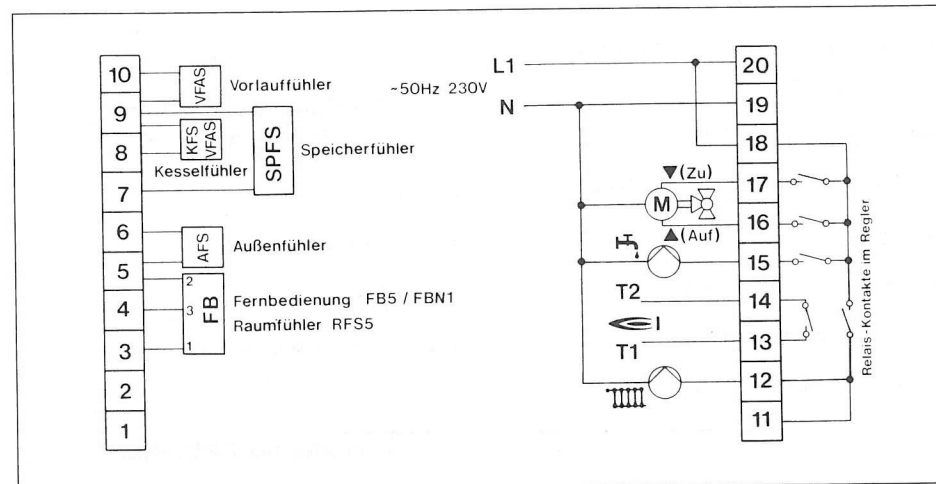 10
9
8
7
6
5
4
3
2
1
VFAS
Vorlauffühler
KFS
VFAS
Kesselfühler
SPFS
Speicherfühler
AFS
Außenfühler
2
3
1
FB
Fernbedienung FB5 / FBN1
Raumfühler RFS5
L1
~50Hz 230V
N
▼(Zu)
M
▲(Auf)
T2
I
T1
20
19
18
17
16
15
14
13
12
11
Relais-Kontakte im Regler